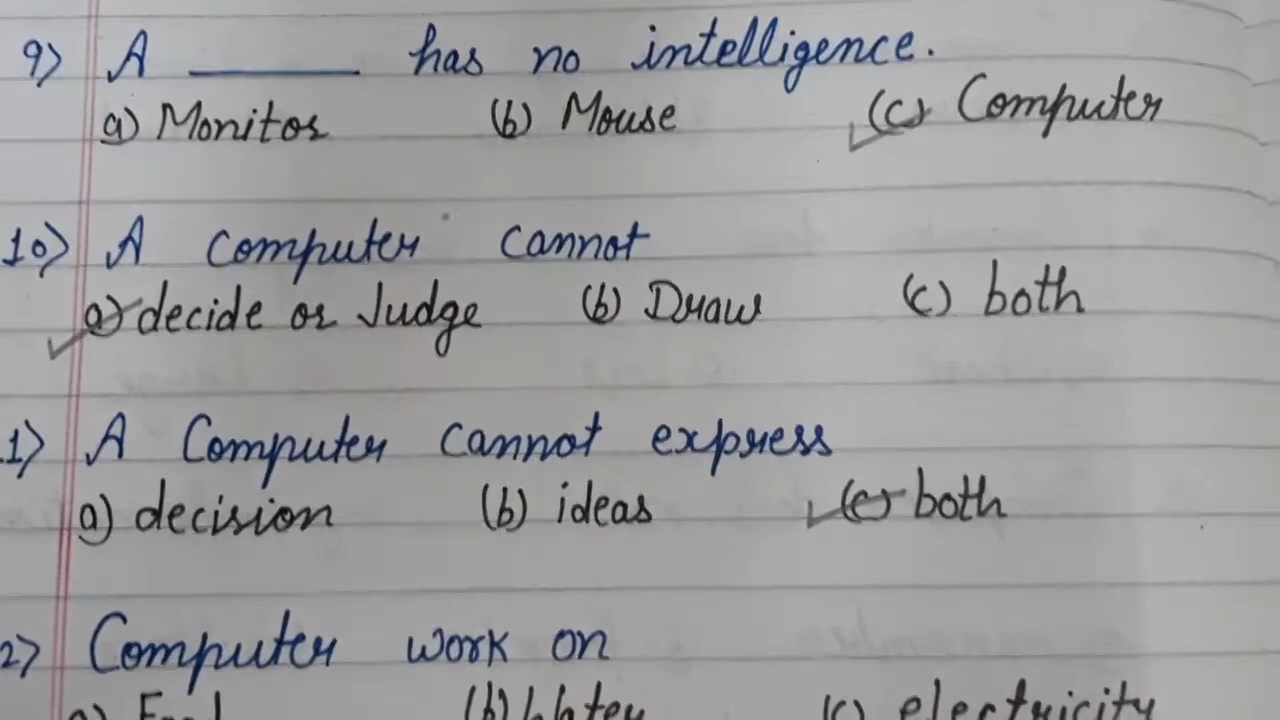 9) A ______ has no intelligence.
a) Monitor (b) Mouse (c) Computer
10) A computer cannot
a) decide or Judge (b) Draw (c) both
1) A Computer cannot express
a) decision (b) ideas (c) both
2) Computer work on
a) (b) Water (c) electricity